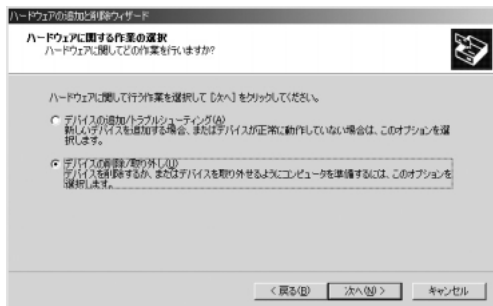 ハードウェアの追加と削除ウィザード
ハードウェアに関する作業の選択
ハードウェアに関してどの作業を行いますか?
ハードウェアに関して行う作業を選択して [次へ] をクリックしてください。
デバイスの追加/トラブルシューティング(A)
新しいデバイスを追加する場合、またはデバイスが正常に動作していない場合は、このオプションを選
択します。
デバイスの削除/取り外し(U)
デバイスを削除するか、またはデバイスを取り外せるようにコンピュータを準備するには、このオプションを
選択します。
< 戻る(B) 次へ(N) > キャンセル